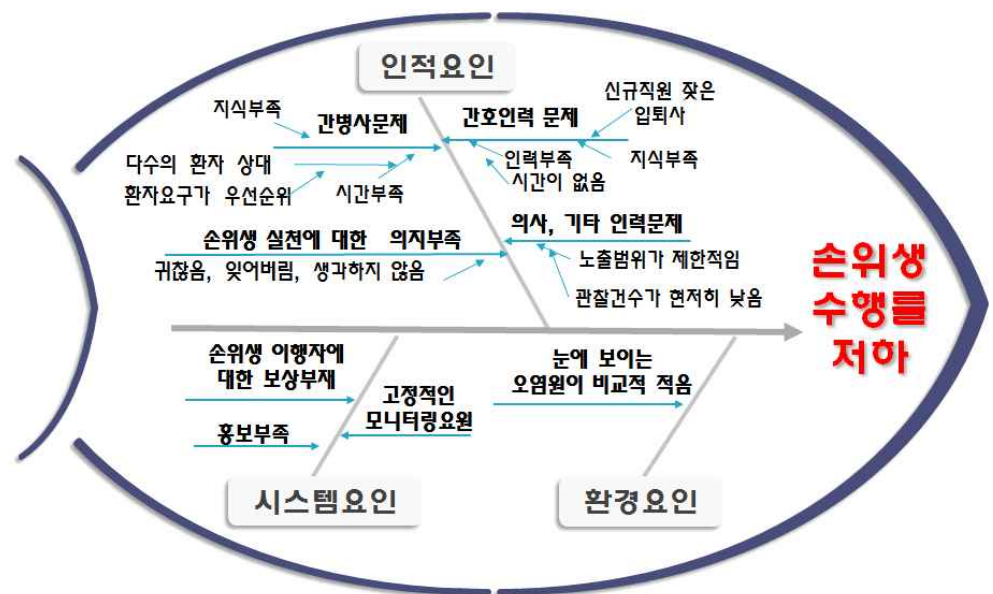 인적요인
지식부족
간병사문제
다수의 환자 상대
환자요구가 우선순위
시간부족
간호인력 문제
신규직원 잦은
입퇴사
인력부족
시간이 없음
지식부족
손위생 실천에 대한 의지부족
귀찮음, 잊어버림, 생각하지 않음
의사, 기타 인력문제
노출범위가 제한적임
관찰건수가 현저히 낮음
손위생
수행률
저하
손위생 이행자에
대한 보상부재
홍보부족
고정적인
모니터링요원
눈에 보이는
오염원이 비교적 적음
시스템요인
환경요인